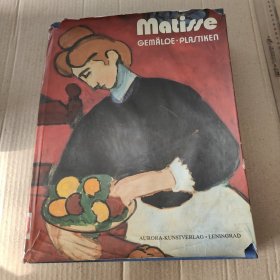 Matisse
GEMÄLDE·PLASTIKEN
AURORA-KUNSTVERLAG·LENINGRAD